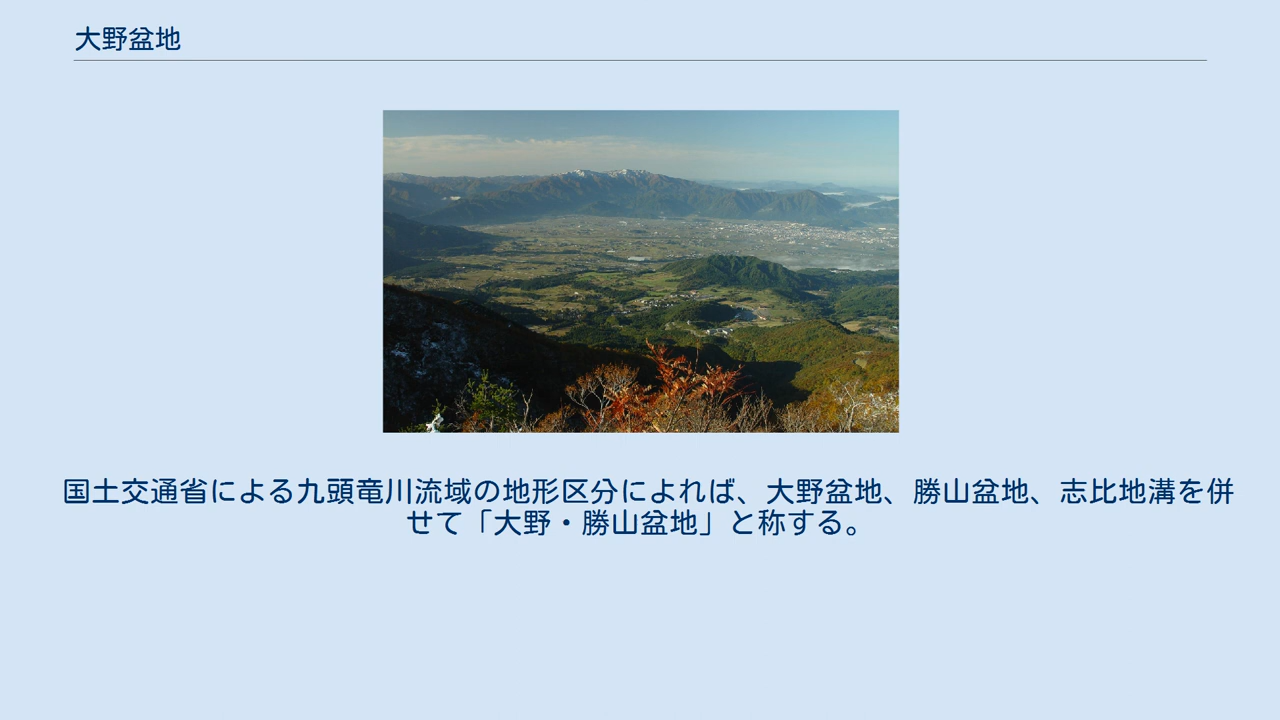 大野盆地
国土交通省による九頭竜川流域の地形区分によれば、大野盆地、勝山盆地、志比地溝を併
せて「大野・勝山盆地」と称する。